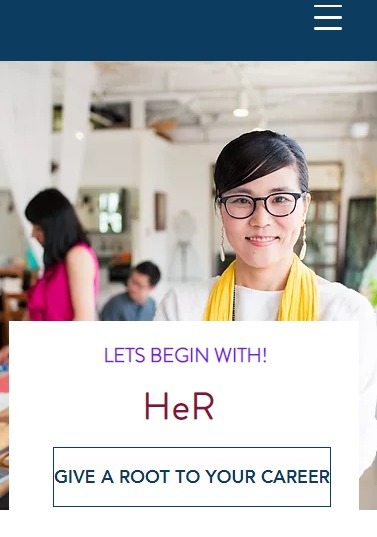 LETS BEGIN WITH!
HeR
GIVE A ROOT TO YOUR CAREER